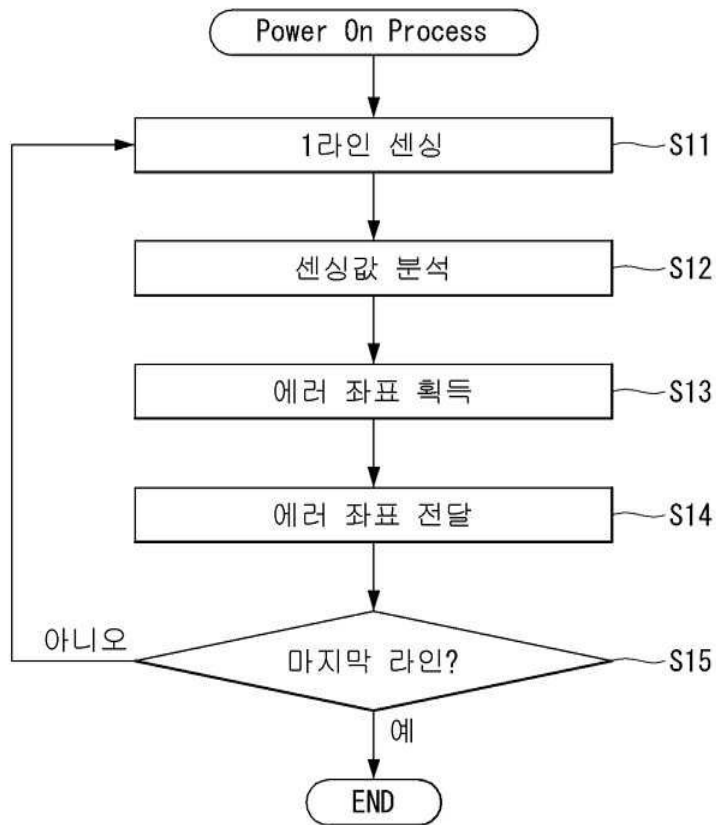 Power On Process
1라인 센싱
S11
센싱값 분석
S12
에러 좌표 획득
S13
에러 좌표 전달
S14
아니오
마지막 라인?
S15
예
END